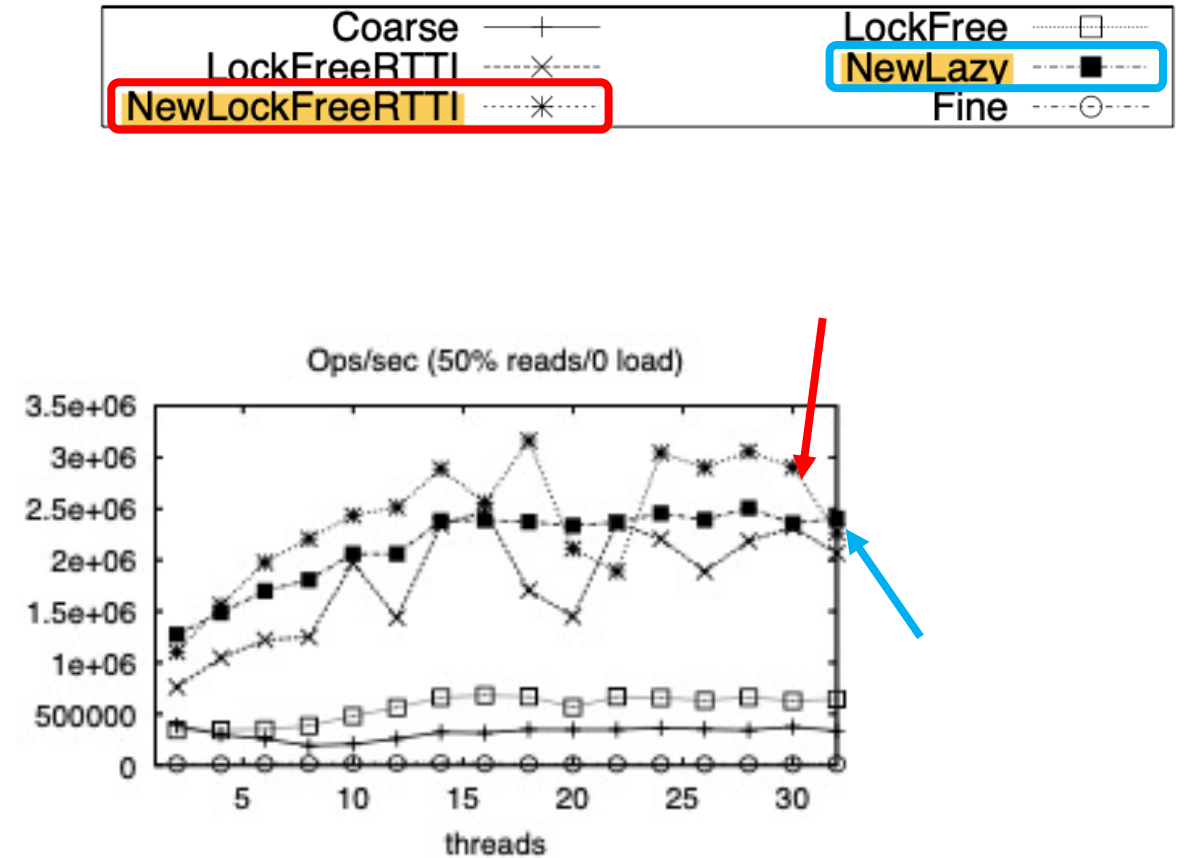 Coarse LockFree
LockFreeRTTI NewLazy
NewLockFreeRTTI Fine
Ops/sec (50% reads/0 load)
3.5e+06
3e+06
2.5e+06
2e+06
1.5e+06
1e+06
500000
0
5 10 15 20 25 30
threads